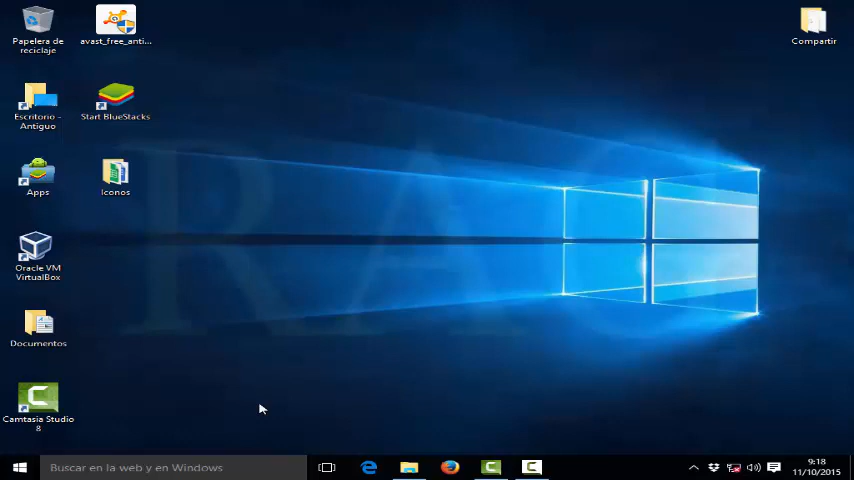 Papelera de
reciclaje
avast_free_anti...
Compartir
Escritorio -
Antiguo
Start BlueStacks
Apps
Iconos
Oracle VM
VirtualBox
Documentos
Camtasia Studio
8
RAC
Buscar en la web y en Windows
9:18
11/10/2015